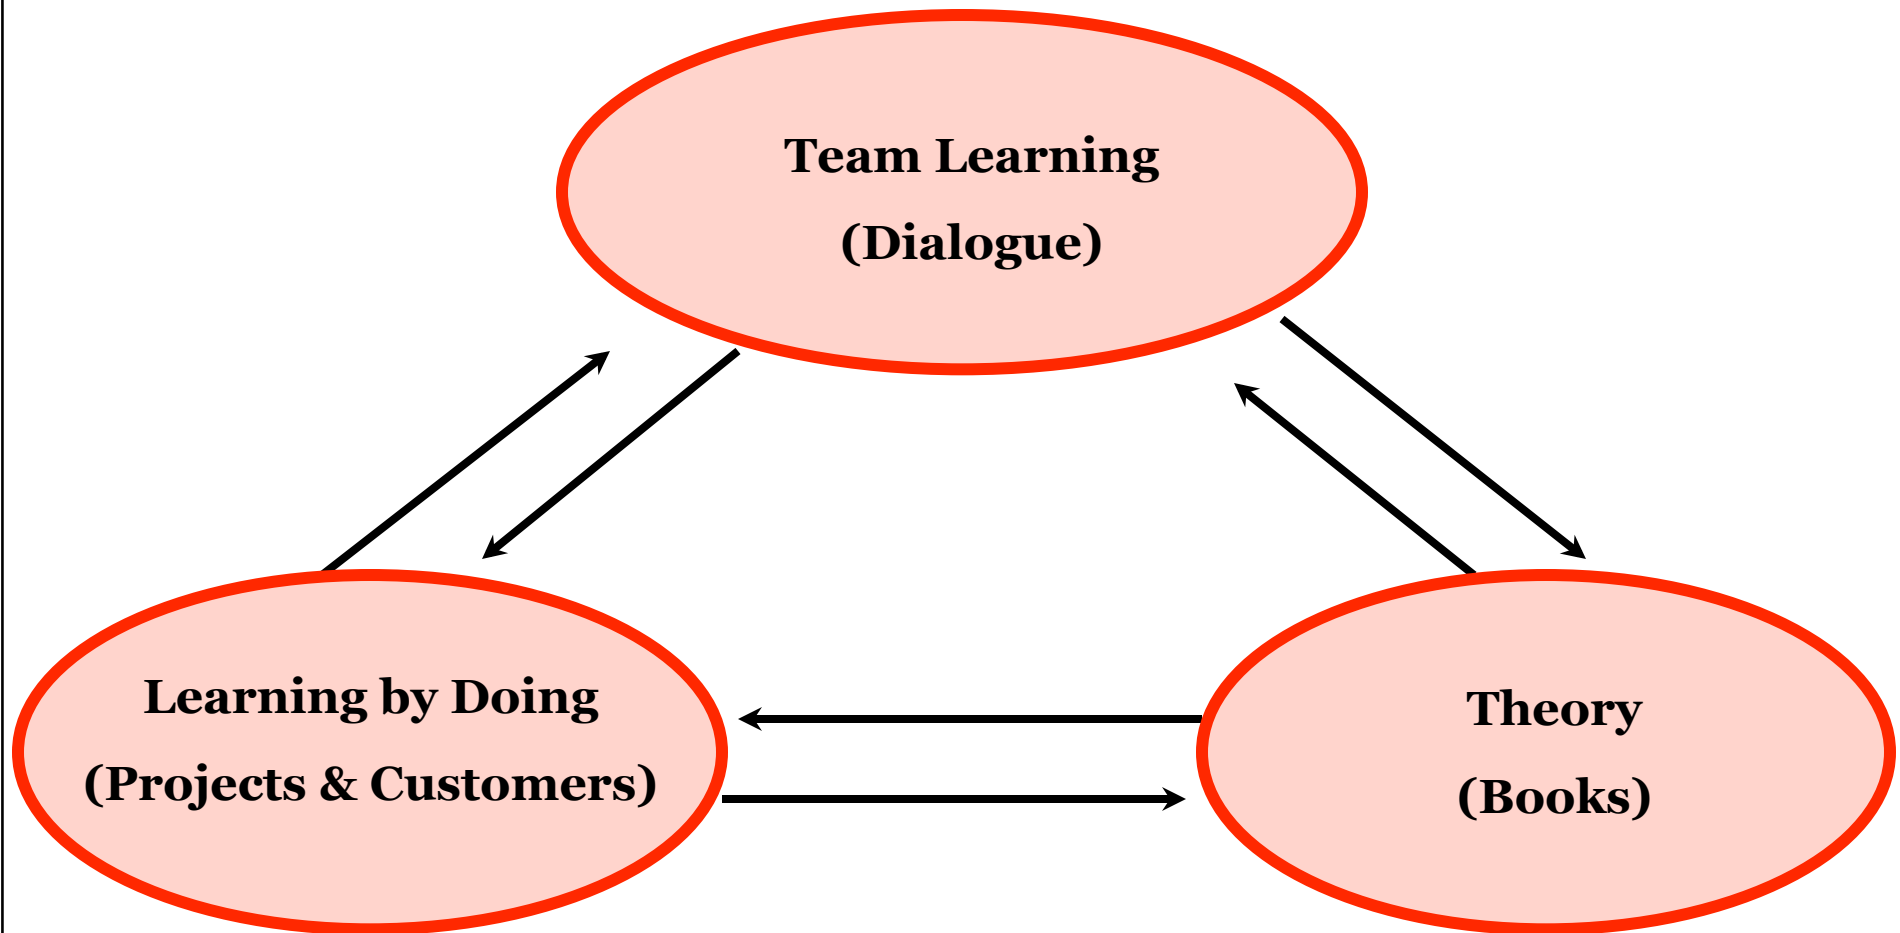 Team Learning
(Dialogue)
Learning by Doing
(Projects & Customers)
Theory
(Books)